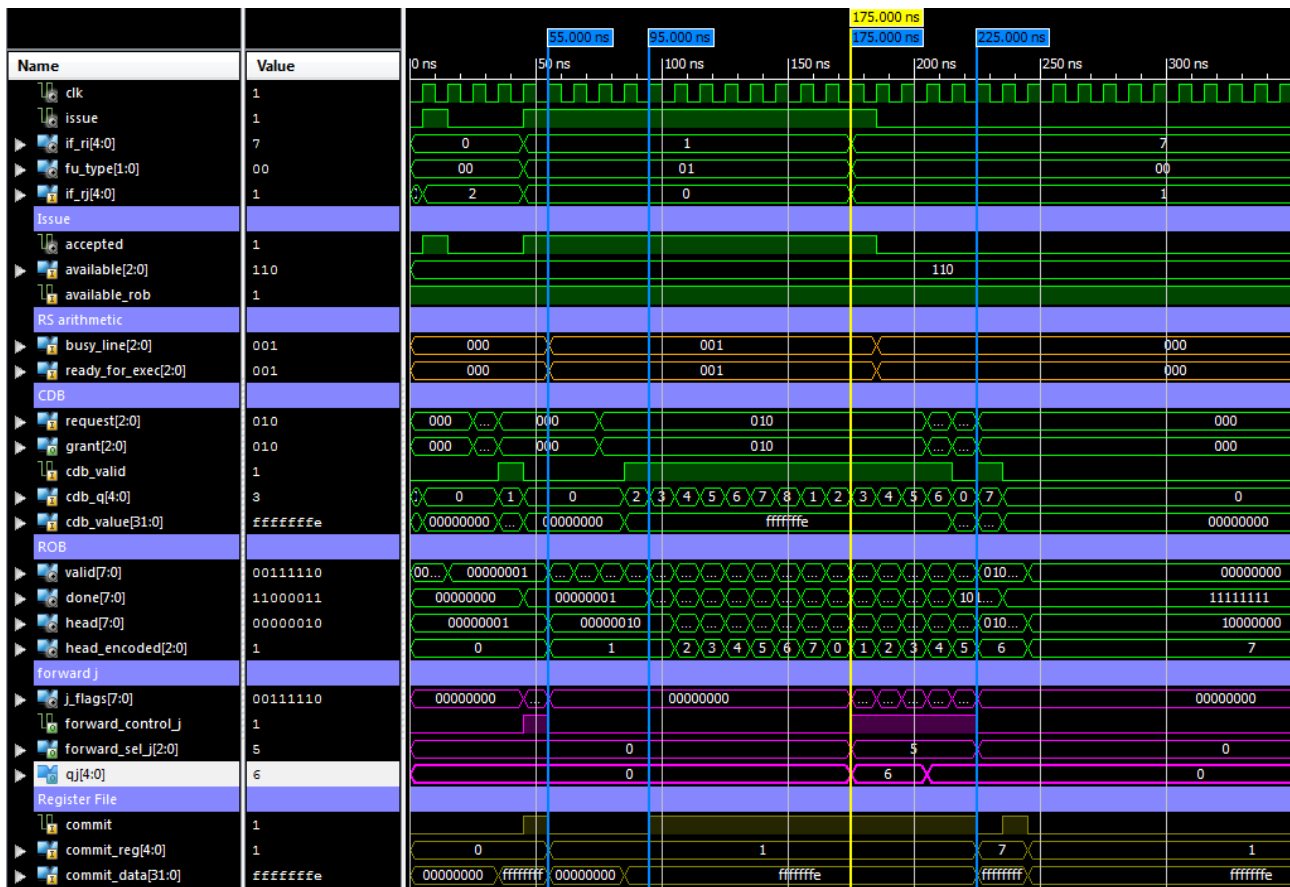 175.000 ns
55.000 ns 95.000 ns 175.000 ns 225.000 ns
Name Value 0 ns 50 ns 100 ns 150 ns 200 ns 250 ns 300 ns
clk 1
issue 1
if_ri[4:0] 7 0 1 7
fu_type[1:0] 00 00 01 00
if_rj[4:0] 1 2 0 1
Issue
accepted 1
available[2:0] 110 110
available_rob 1
RS arithmetic
busy_line[2:0] 001 000 001 000
ready_for_exec[2:0] 001 000 001 000
CDB
request[2:0] 010 000 ... 000 010 ... ... 000
grant[2:0] 010 000 ... 000 010 ... ... 000
cdb_valid 1
cdb_q[4:0] 3 0 1 0 2 3 4 5 6 7 8 1 2 3 4 5 6 0 7 0
cdb_value[31:0] fffffffe 00000000 ... 00000000 fffffffe ... ... 00000000
ROB
valid[7:0] 00111110 00... 00000001 ... ... ... ... ... ... ... ... ... ... ... ... ... ... ... ... ... 010... 00000000
done[7:0] 11000011 00000000 00000001 ... ... ... ... ... ... ... ... ... ... ... ... 10... 11111111
head[7:0] 00000010 00000001 00000010 ... ... ... ... ... ... ... ... ... ... ... ... 010... 10000000
head_encoded[2:0] 1 0 1 2 3 4 5 6 7 0 1 2 3 4 5 6 7
forward j
j_flags[7:0] 00111110 00000000 ... 00000000 ... ... ... ... ... 00000000
forward_control_j 1
forward_sel_j[2:0] 5 0 5 0
qj[4:0] 6 0 6 0
Register File
commit 1
commit_reg[4:0] 1 0 1 7 1
commit_data[31:0] fffffffe 00000000 ffffffff 00000000 fffffffe ffffffff fffffffe